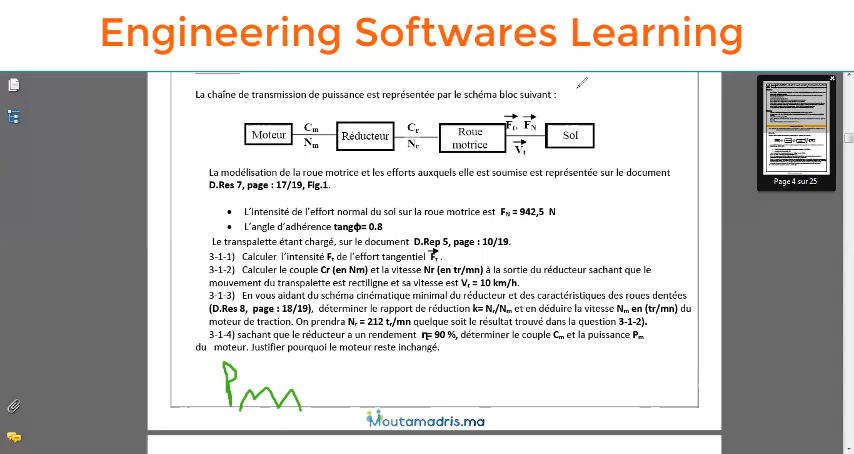 Engineering Softwares Learning
La chaîne de transmission de puissance est représentée par le schéma bloc suivant :
Moteur
Cm
Nm
Réducteur
Cr
Nr
Roue
motrice
Ft, FN
Vt
Sol
La modélisation de la roue motrice et les efforts auxquels elle est soumise est représentée sur le document
D.Res 7, page : 17/19, Fig.1.
• L'intensité de l'effort normal du sol sur la roue motrice est FN = 942,5 N
• L'angle d'adhérence tangϕ= 0.8
Le transpalette étant chargé, sur le document D.Rep 5, page : 10/19.
3-1-1) Calculer l'intensité Ft de l'effort tangentiel Ft .
3-1-2) Calculer le couple Cr (en Nm) et la vitesse Nr (en tr/mn) à la sortie du réducteur sachant que le
mouvement du transpalette est rectiligne et sa vitesse est Vt = 10 km/h.
3-1-3) En vous aidant du schéma cinématique minimal du réducteur et des caractéristiques des roues dentées
(D.Res 8, page : 18/19), déterminer le rapport de réduction k= Nr/Nm et en déduire la vitesse Nm en (tr/mn) du
moteur de traction. On prendra Nr = 212 tr/mn quelque soit le résultat trouvé dans la question 3-1-2).
3-1-4) sachant que le réducteur a un rendement η= 90 %, déterminer le couple Cm et la puissance Pm
du moteur. Justifier pourquoi le moteur reste inchangé.
Pm
Moutamadris.ma
Page 4 sur 25